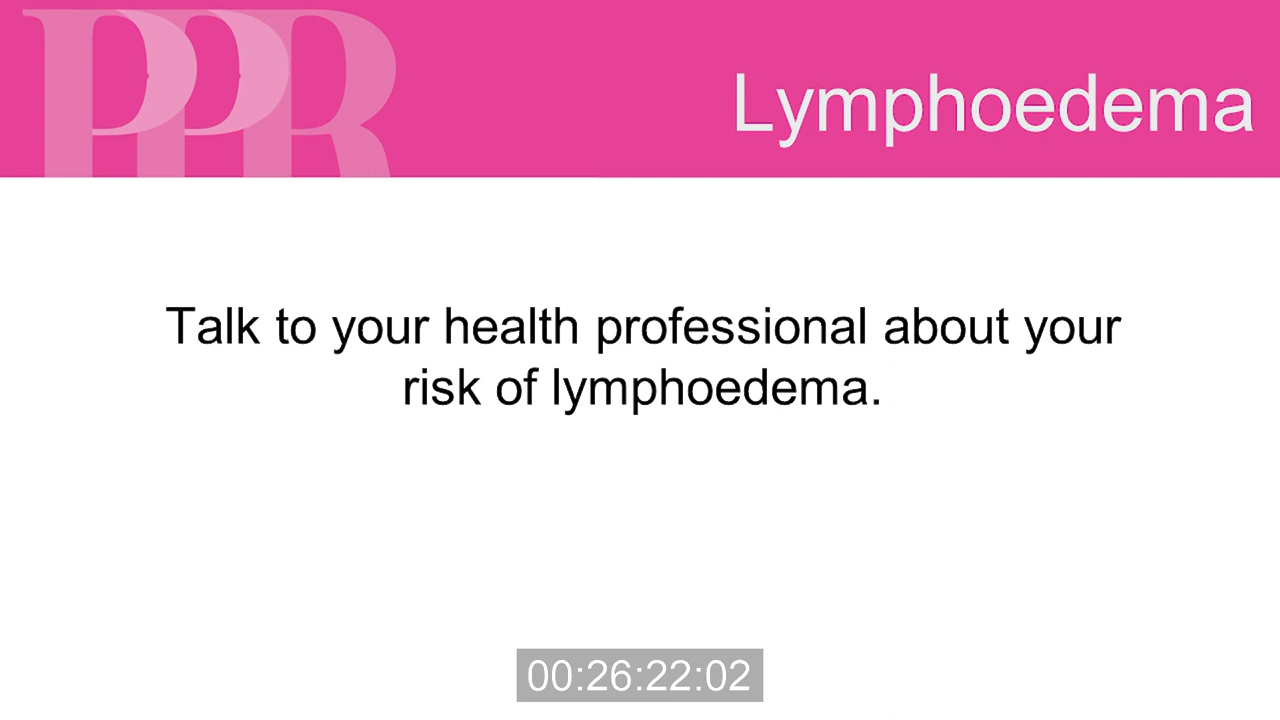 PPR
Lymphoedema
Talk to your health professional about your
risk of lymphoedema.
00:26:22:02